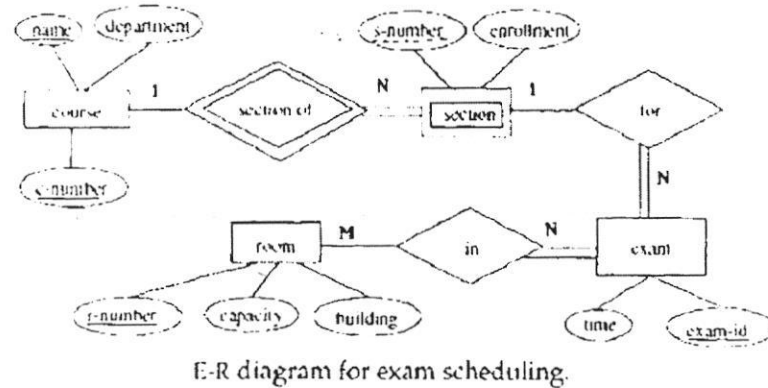 name department s-number enrollment
course 1 section of N section 1 for
c-number N
room M in N exam
r-number capacity building time exam-id
E-R diagram for exam scheduling.